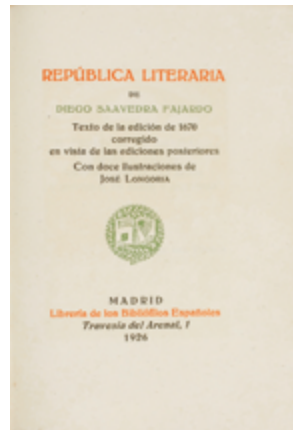 REPÚBLICA LITERARIA
DE
DIEGO SAAVEDRA FAJARDO
Texto de la edición de 1670
corregido
en vista de las ediciones posteriores
Con doce ilustraciones de
JOSÉ LONGORIA
MADRID
Librería de los Bibliófilos Españoles
Travesía del Arenal, 1
1926